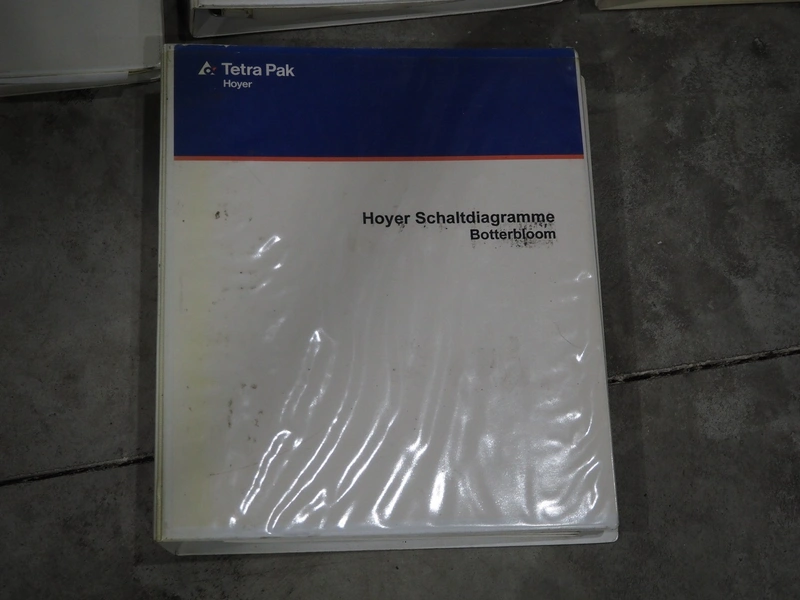 Tetra Pak
Hoyer
Hoyer Schaltdiagramme
Botterbloom